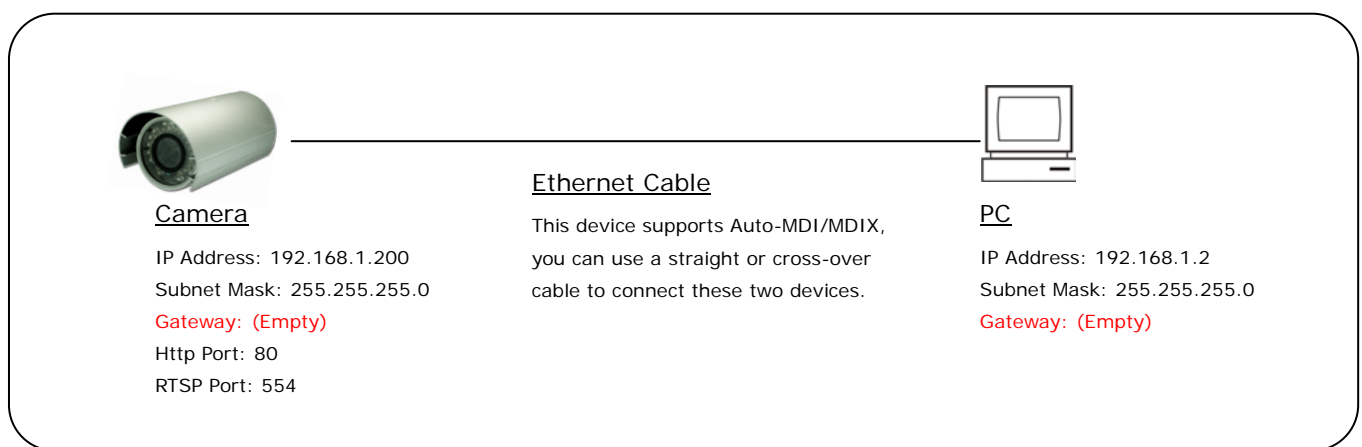 Camera
IP Address: 192.168.1.200
Subnet Mask: 255.255.255.0
Gateway: (Empty)
Http Port: 80
RTSP Port: 554
Ethernet Cable
This device supports Auto-MDI/MDIX,
you can use a straight or cross-over
cable to connect these two devices.
PC
IP Address: 192.168.1.2
Subnet Mask: 255.255.255.0
Gateway: (Empty)